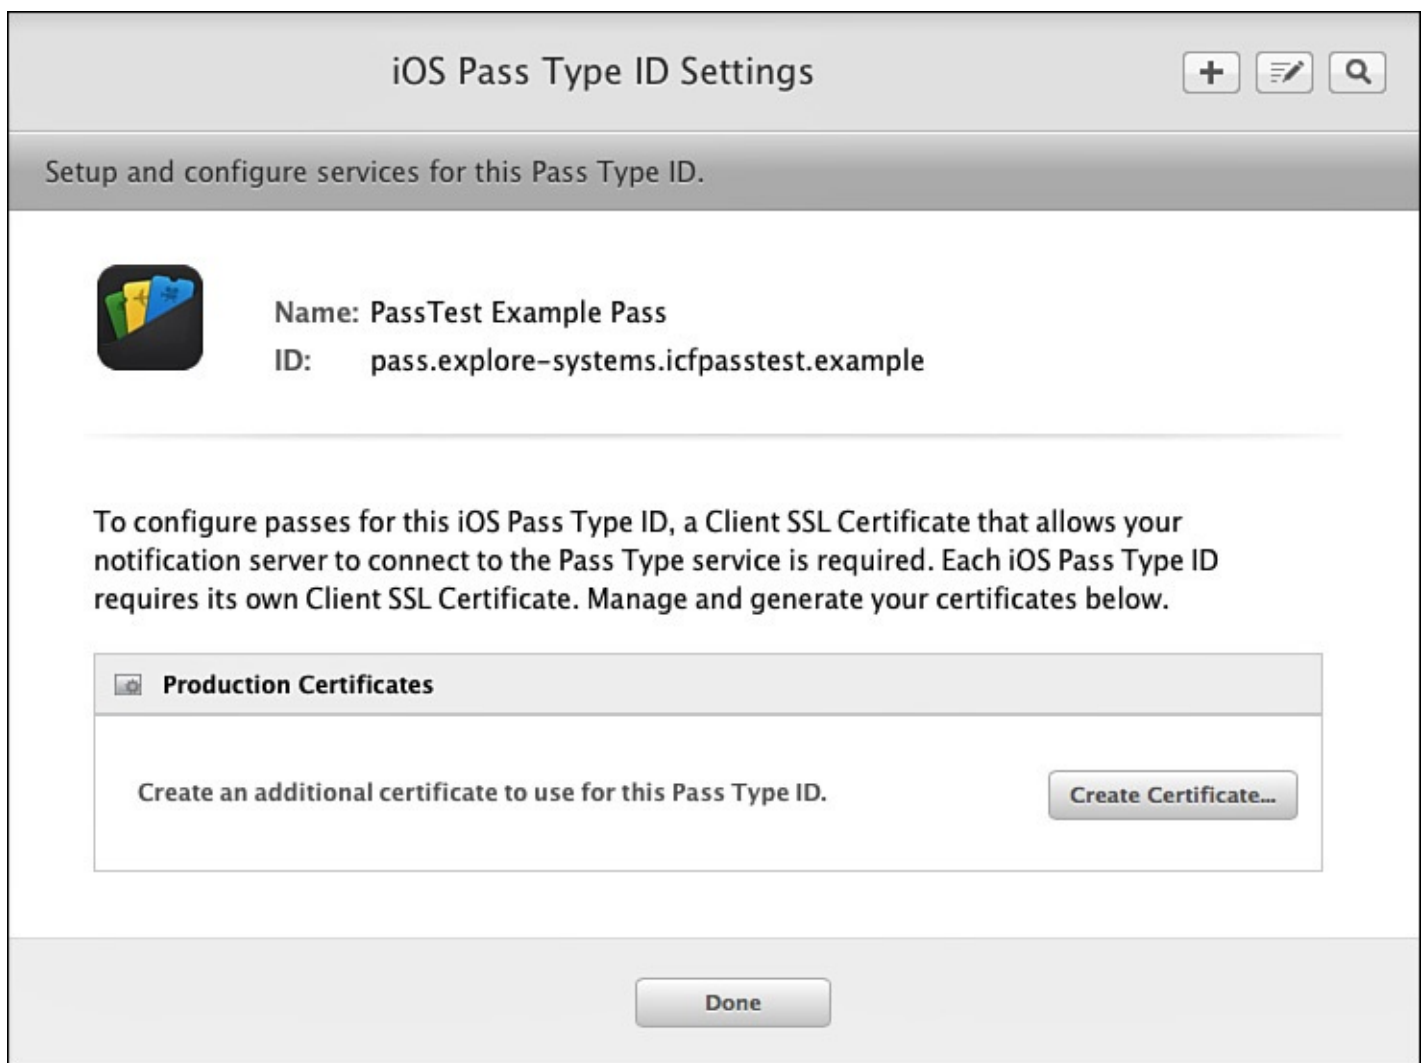 iOS Pass Type ID Settings
Setup and configure services for this Pass Type ID.
Name: PassTest Example Pass
ID: pass.explore-systems.icfpasstest.example
To configure passes for this iOS Pass Type ID, a Client SSL Certificate that allows your
notification server to connect to the Pass Type service is required. Each iOS Pass Type ID
requires its own Client SSL Certificate. Manage and generate your certificates below.
Production Certificates
Create an additional certificate to use for this Pass Type ID.
Create Certificate...
Done